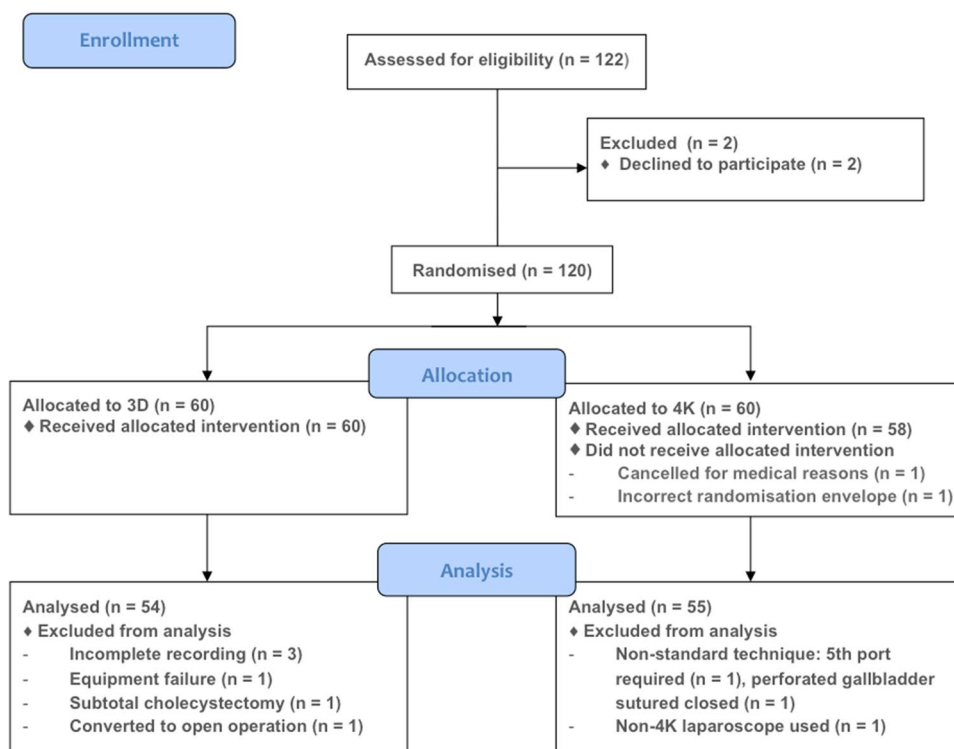 Enrollment
Assessed for eligibility (n = 122)
Excluded (n = 2)
♦ Declined to participate (n = 2)
Randomised (n = 120)
Allocation
Allocated to 3D (n = 60)
♦ Received allocated intervention (n = 60)
Allocated to 4K (n = 60)
♦ Received allocated intervention (n = 58)
♦ Did not receive allocated intervention
- Cancelled for medical reasons (n = 1)
- Incorrect randomisation envelope (n = 1)
Analysis
Analysed (n = 54)
♦ Excluded from analysis
- Incomplete recording (n = 3)
- Equipment failure (n = 1)
- Subtotal cholecystectomy (n = 1)
- Converted to open operation (n = 1)
Analysed (n = 55)
♦ Excluded from analysis
- Non-standard technique: 5th port
required (n = 1), perforated gallbladder
sutured closed (n = 1)
- Non-4K laparoscope used (n = 1)